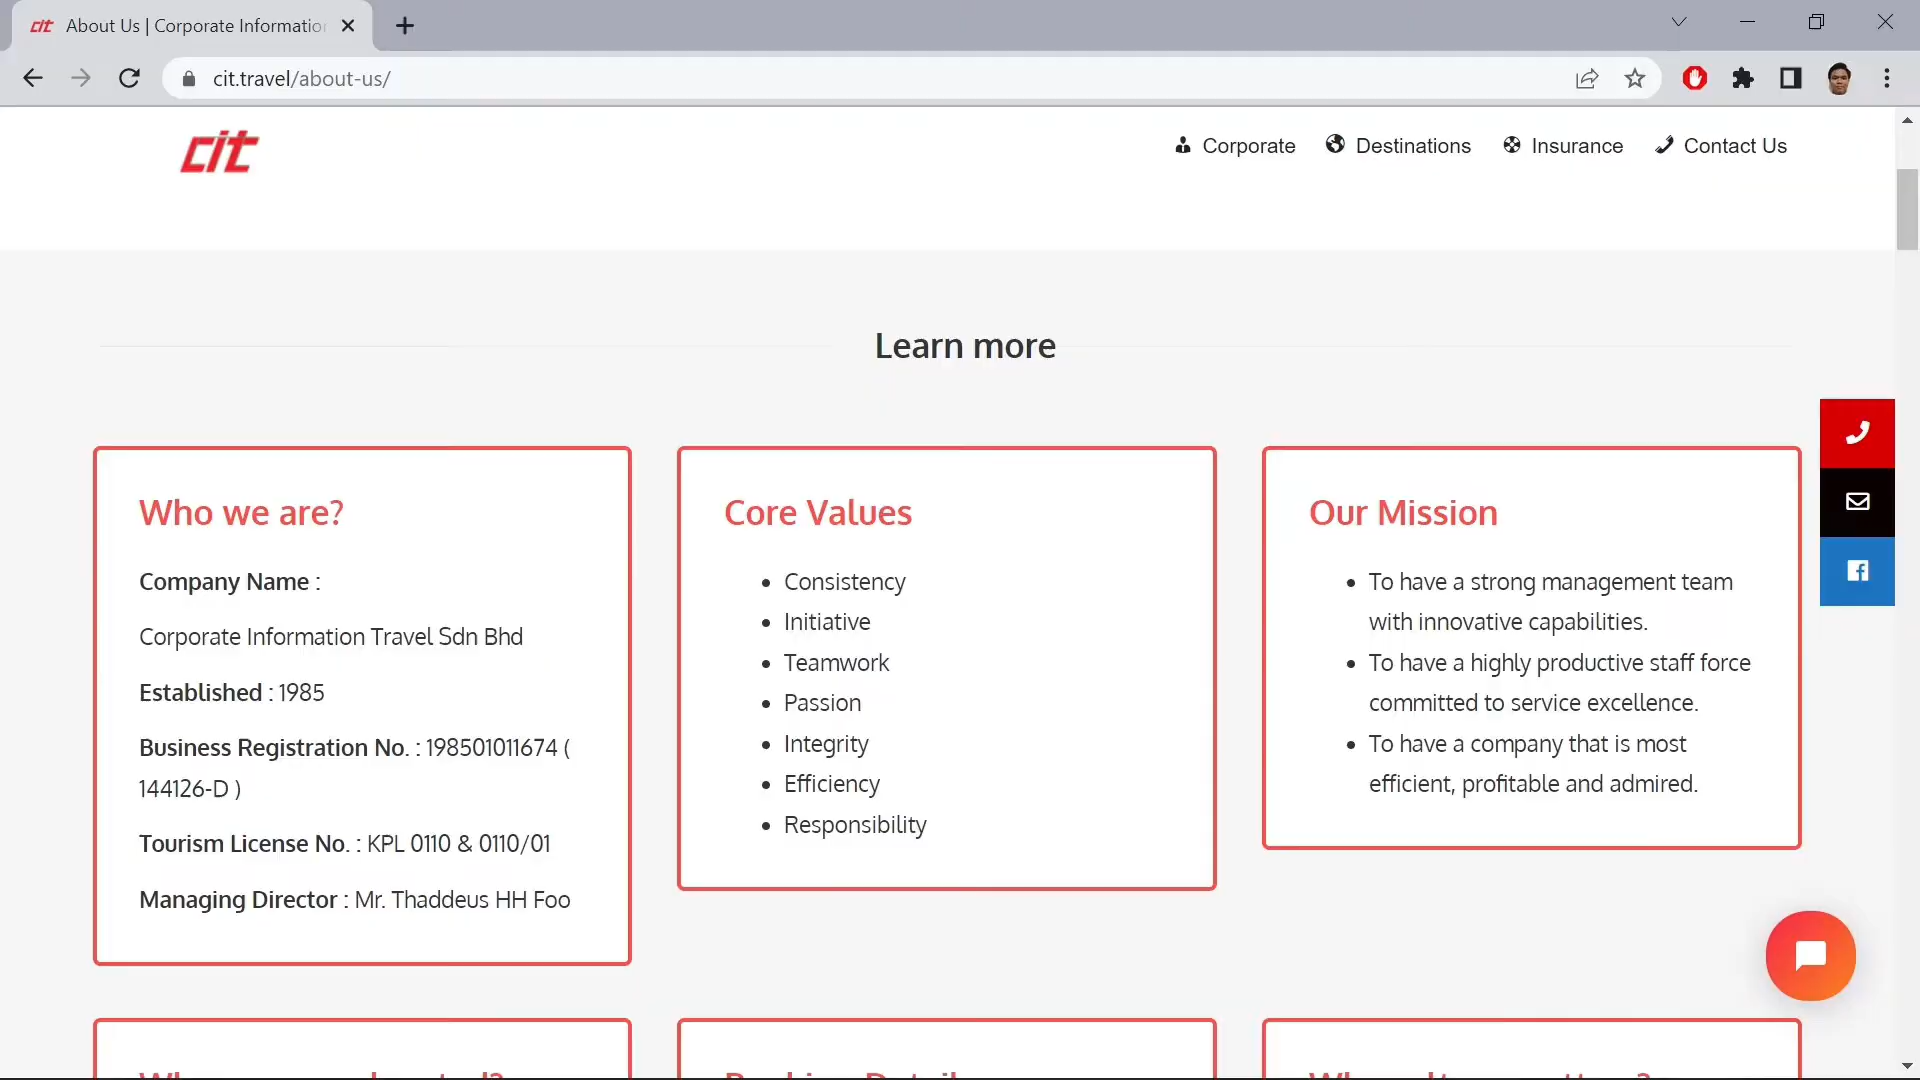 cit About Us | Corporate Informatio
cit.travel/about-us/
cit
Corporate
Destinations
Insurance
Contact Us
Learn more
Who we are?
Company Name :
Corporate Information Travel Sdn Bhd
Established : 1985
Business Registration No. : 198501011674 (
144126-D )
Tourism License No. : KPL 0110 & 0110/01
Managing Director : Mr. Thaddeus HH Foo
Core Values
• Consistency
• Initiative
• Teamwork
• Passion
• Integrity
• Efficiency
• Responsibility
Our Mission
• To have a strong management team
with innovative capabilities.
• To have a highly productive staff force
committed to service excellence.
• To have a company that is most
efficient, profitable and admired.